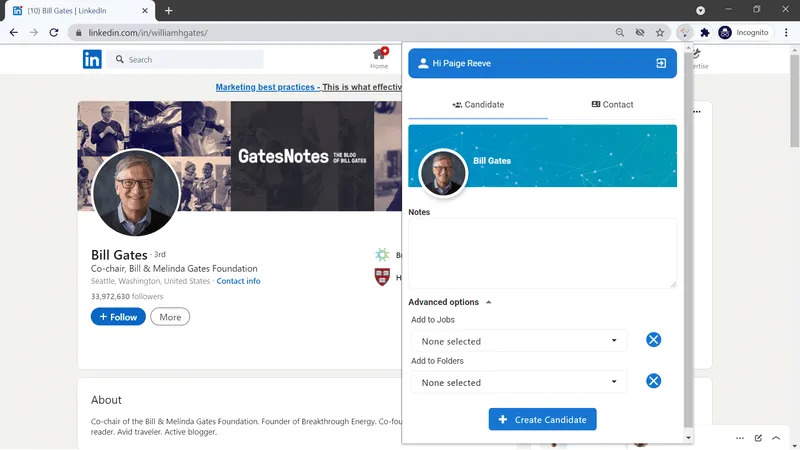 (10) Bill Gates | LinkedIn
linkedin.com/in/williamhgates/
Incognito
Hi Paige Reeve
in
Search
Home
ertise
Marketing best practices - This is what effectiv
Candidate
Contact
GatesNotes
THE BLOG
OF BILL GATES
Bill Gates
Notes
Bill Gates · 3rd
Co-chair, Bill & Melinda Gates Foundation
Seattle, Washington, United States · Contact info
33,972,630 followers
Follow
More
B
H
Advanced options
Add to Jobs
None selected
Add to Folders
None selected
Create Candidate
About
Co-chair of the Bill & Melinda Gates Foundation. Founder of Breakthrough Energy. Co-fou
reader. Avid traveler. Active blogger.